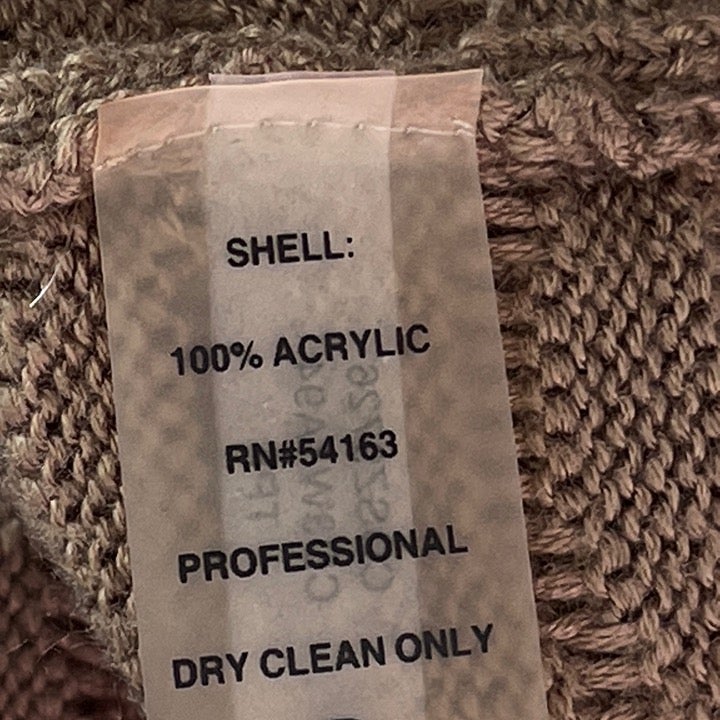 SHELL:
100% ACRYLIC
RN#54163
PROFESSIONAL
DRY CLEAN ONLY